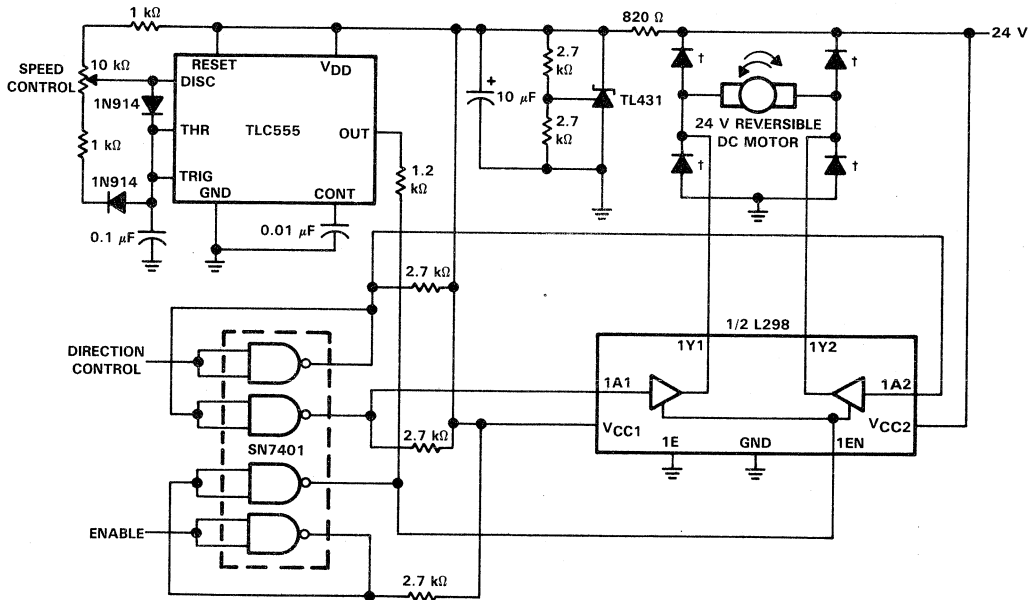 1 kΩ
820 Ω
24 V
SPEED
CONTROL
10 kΩ
RESET
VDD
DISC
1N914
THR
TLC555
OUT
1 kΩ
1N914
TRIG
GND
CONT
0.1 µF
0.01 µF
1.2
kΩ
+
10 µF
2.7
kΩ
2.7
kΩ
TL431
†
†
†
†
24 V REVERSIBLE
DC MOTOR
2.7 kΩ
DIRECTION
CONTROL
2.7 kΩ
SN7401
ENABLE
2.7 kΩ
1/2 L298
1Y1
1Y2
1A1
1A2
VCC1
VCC2
1E
GND
1EN